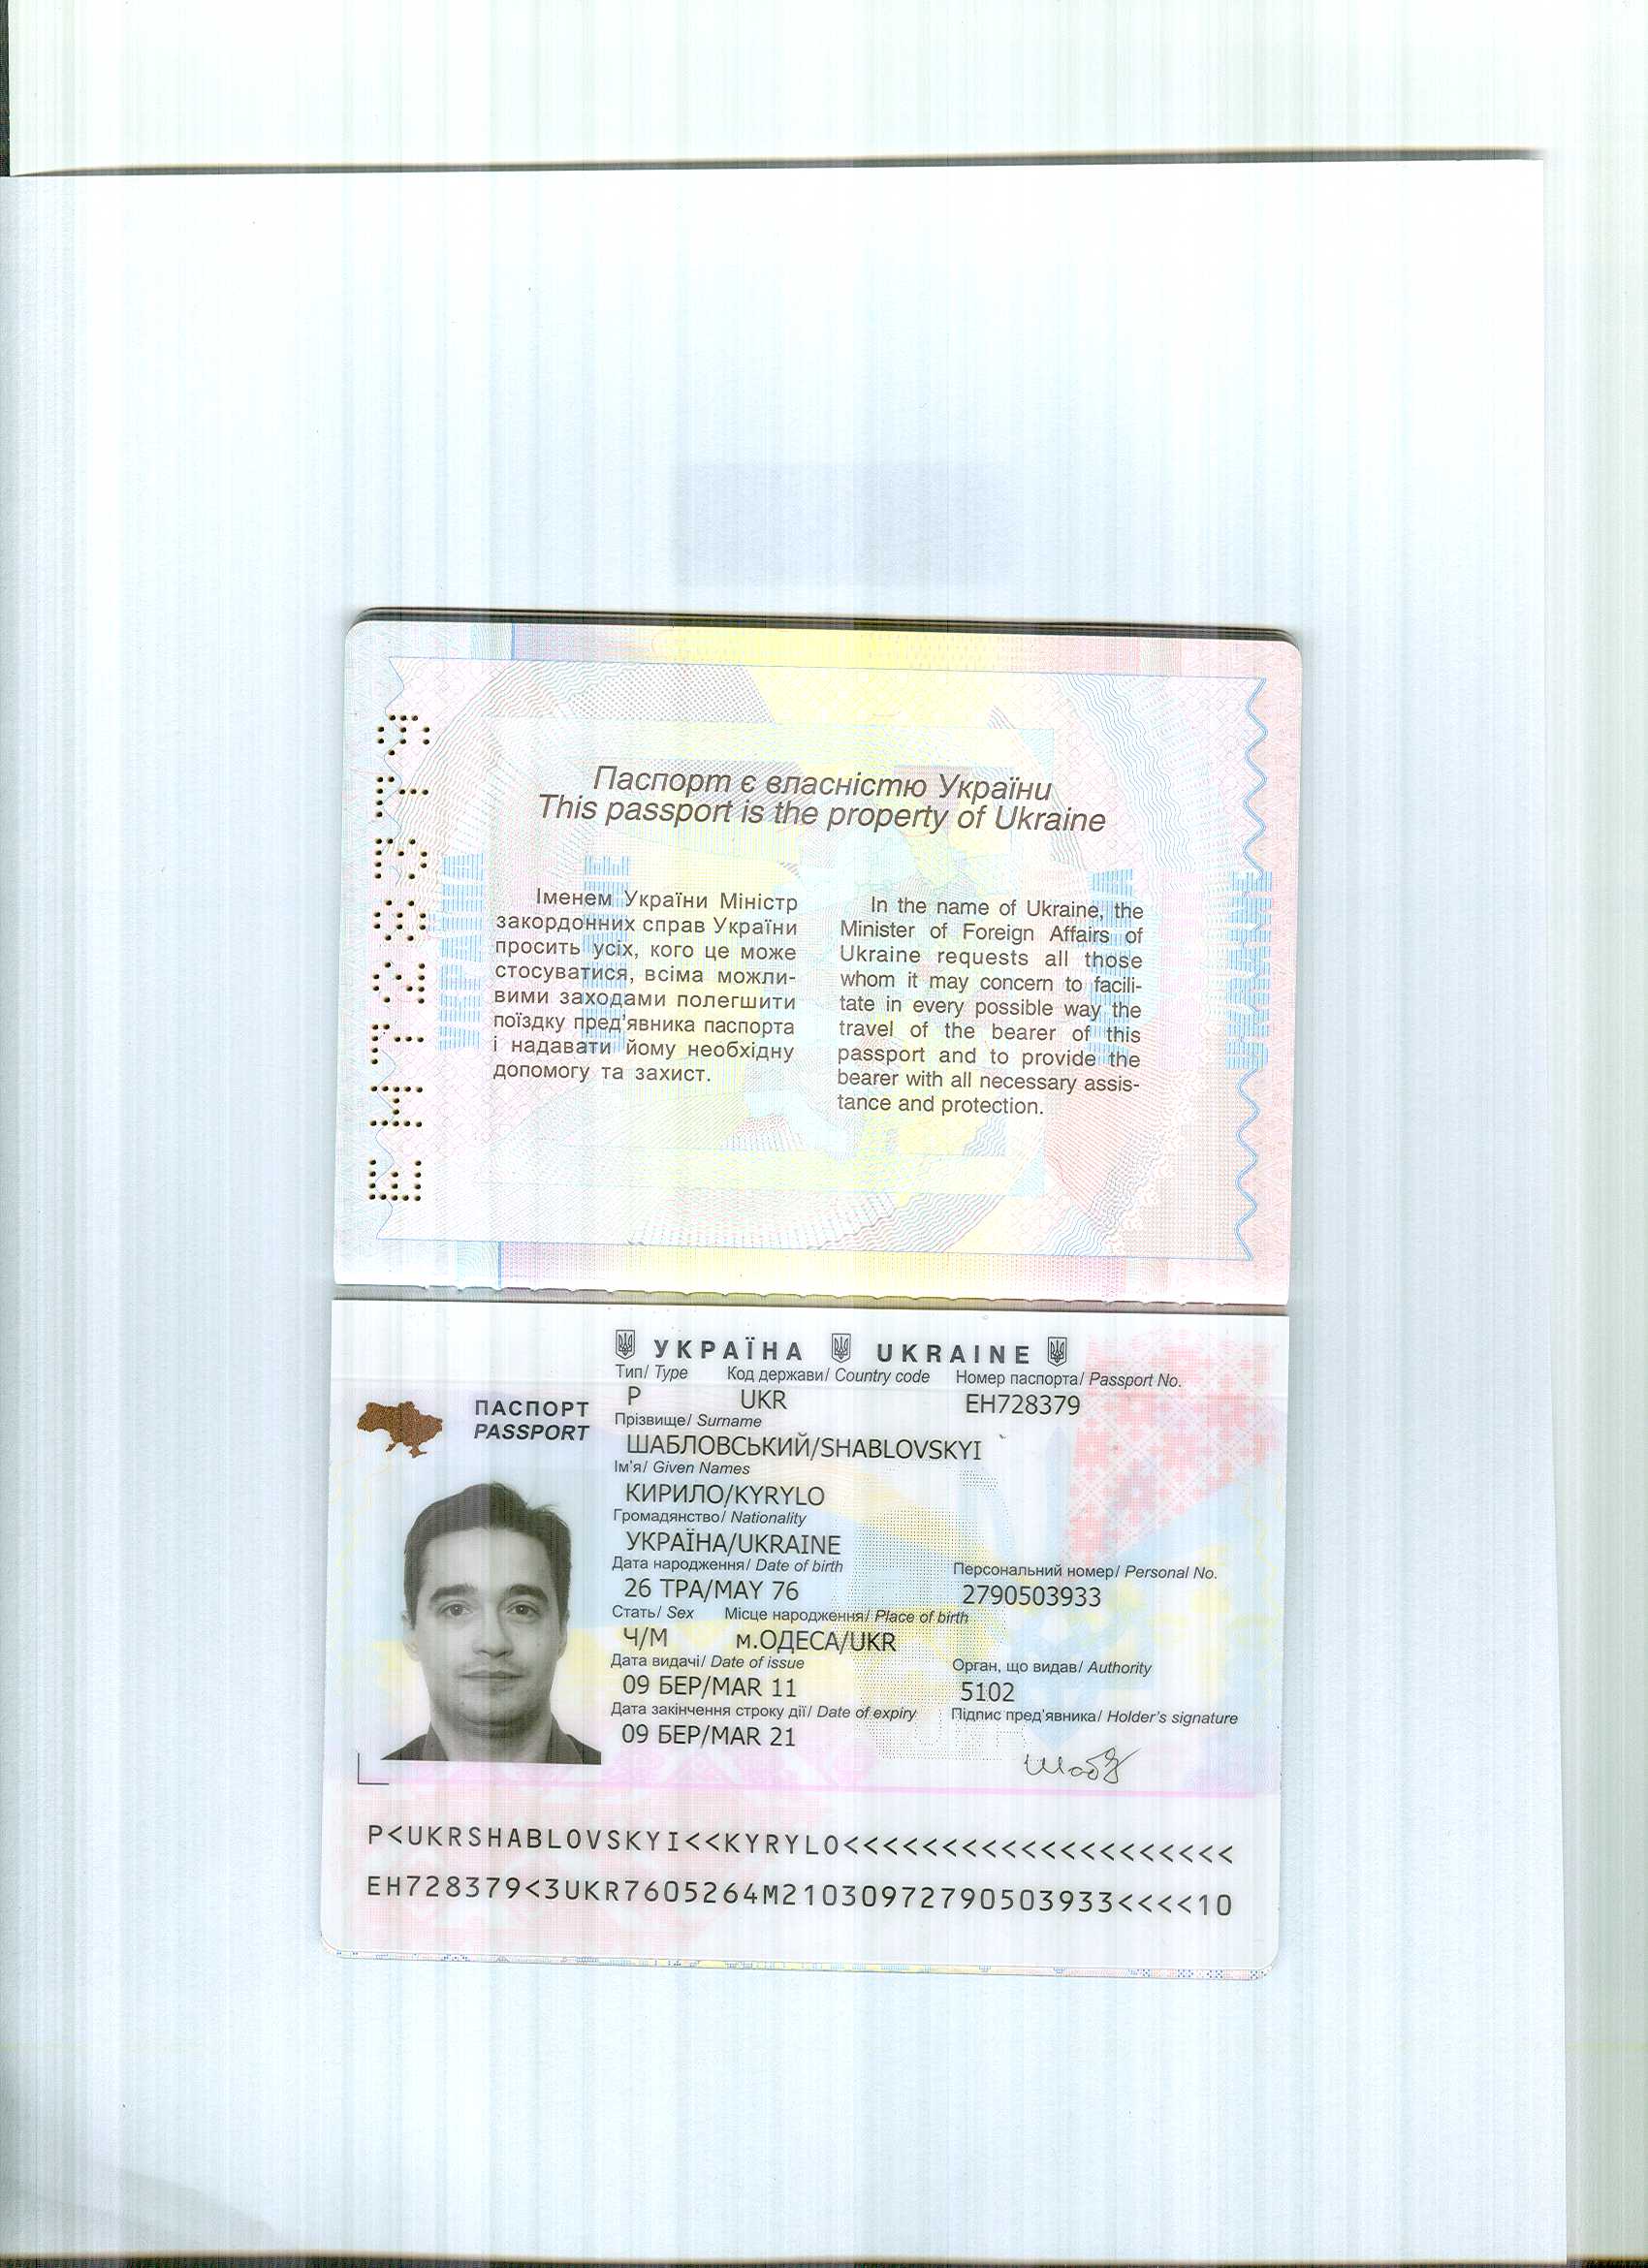 EH728379
Паспорт є власністю України
This passport is the property of Ukraine
Іменем України Міністр
закордонних справ України
просить усіх, кого це може
стосуватися, всіма можли-
вими заходами полегшити
поїздку пред'явника паспорта
і надавати йому необхідну
допомогу та захист.
In the name of Ukraine, the
Minister of Foreign Affairs of
Ukraine requests all those
whom it may concern to facili-
tate in every possible way the
travel of the bearer of this
passport and to provide the
bearer with all necessary assis-
tance and protection.
УКРАЇНА UKRAINE
Тип/ Type Код держави/ Country code Номер паспорта/ Passport No.
P UKR EH728379
ПАСПОРТ
PASSPORT
Прізвище/ Surname
ШАБЛОВСЬКИЙ/SHABLOVSKYI
Ім'я/ Given Names
КИРИЛО/KYRYLO
Громадянство/ Nationality
УКРАЇНА/UKRAINE
Дата народження/ Date of birth Персональний номер/ Personal No.
26 ТРА/MAY 76 2790503933
Стать/ Sex Місце народження/ Place of birth
Ч/M м.ОДЕСА/UKR
Дата видачі/ Date of issue Орган, що видав/ Authority
09 БЕР/MAR 11 5102
Дата закінчення строку дії/ Date of expiry Підпис пред'явника/ Holder's signature
09 БЕР/MAR 21
P<UKRSHABLOVSKYI<<KYRYLO<<<<<<<<<<<<<<<<<<<<
EH728379<3UKR7605264M21030972790503933<<<<10